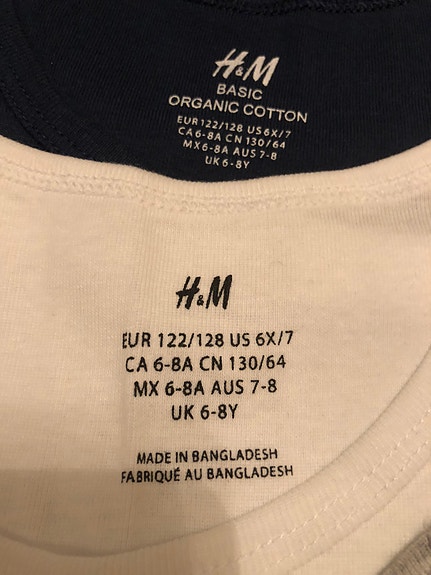 H&M
BASIC
ORGANIC COTTON
EUR 122/128 US 6X/7
CA 6-8A CN 130/64
MX 6-8A AUS 7-8
UK 6-8Y
H&M
EUR 122/128 US 6X/7
CA 6-8A CN 130/64
MX 6-8A AUS 7-8
UK 6-8Y
MADE IN BANGLADESH
FABRIQUÉ AU BANGLADESH